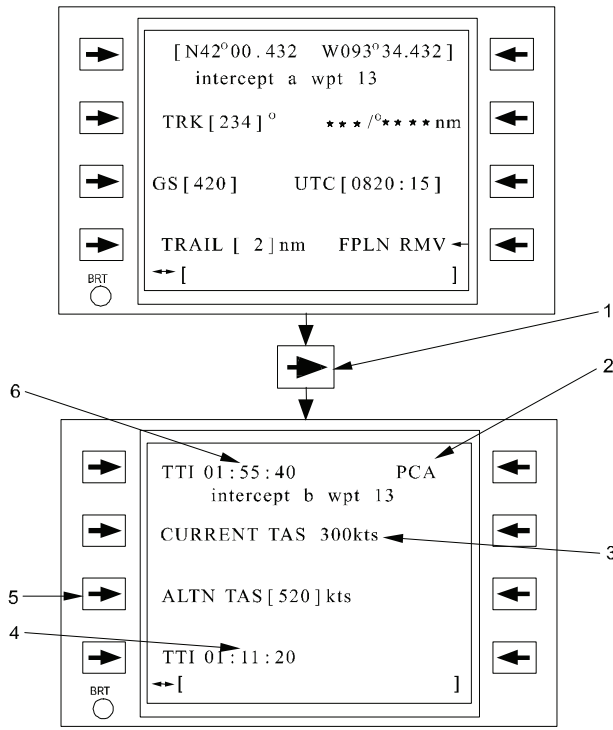 [N42°00.432 W093°34.432]
intercept a wpt 13
TRK[234]° ***/°****nm
GS[420] UTC[0820:15]
TRAIL [ 2]nm FPLN RMV←
BRT
↔[ ]
1
2
6
TTI 01:55:40 PCA
intercept b wpt 13
CURRENT TAS 300kts
3
5
ALTN TAS[520]kts
4
TTI 01:11:20
BRT
↔[ ]